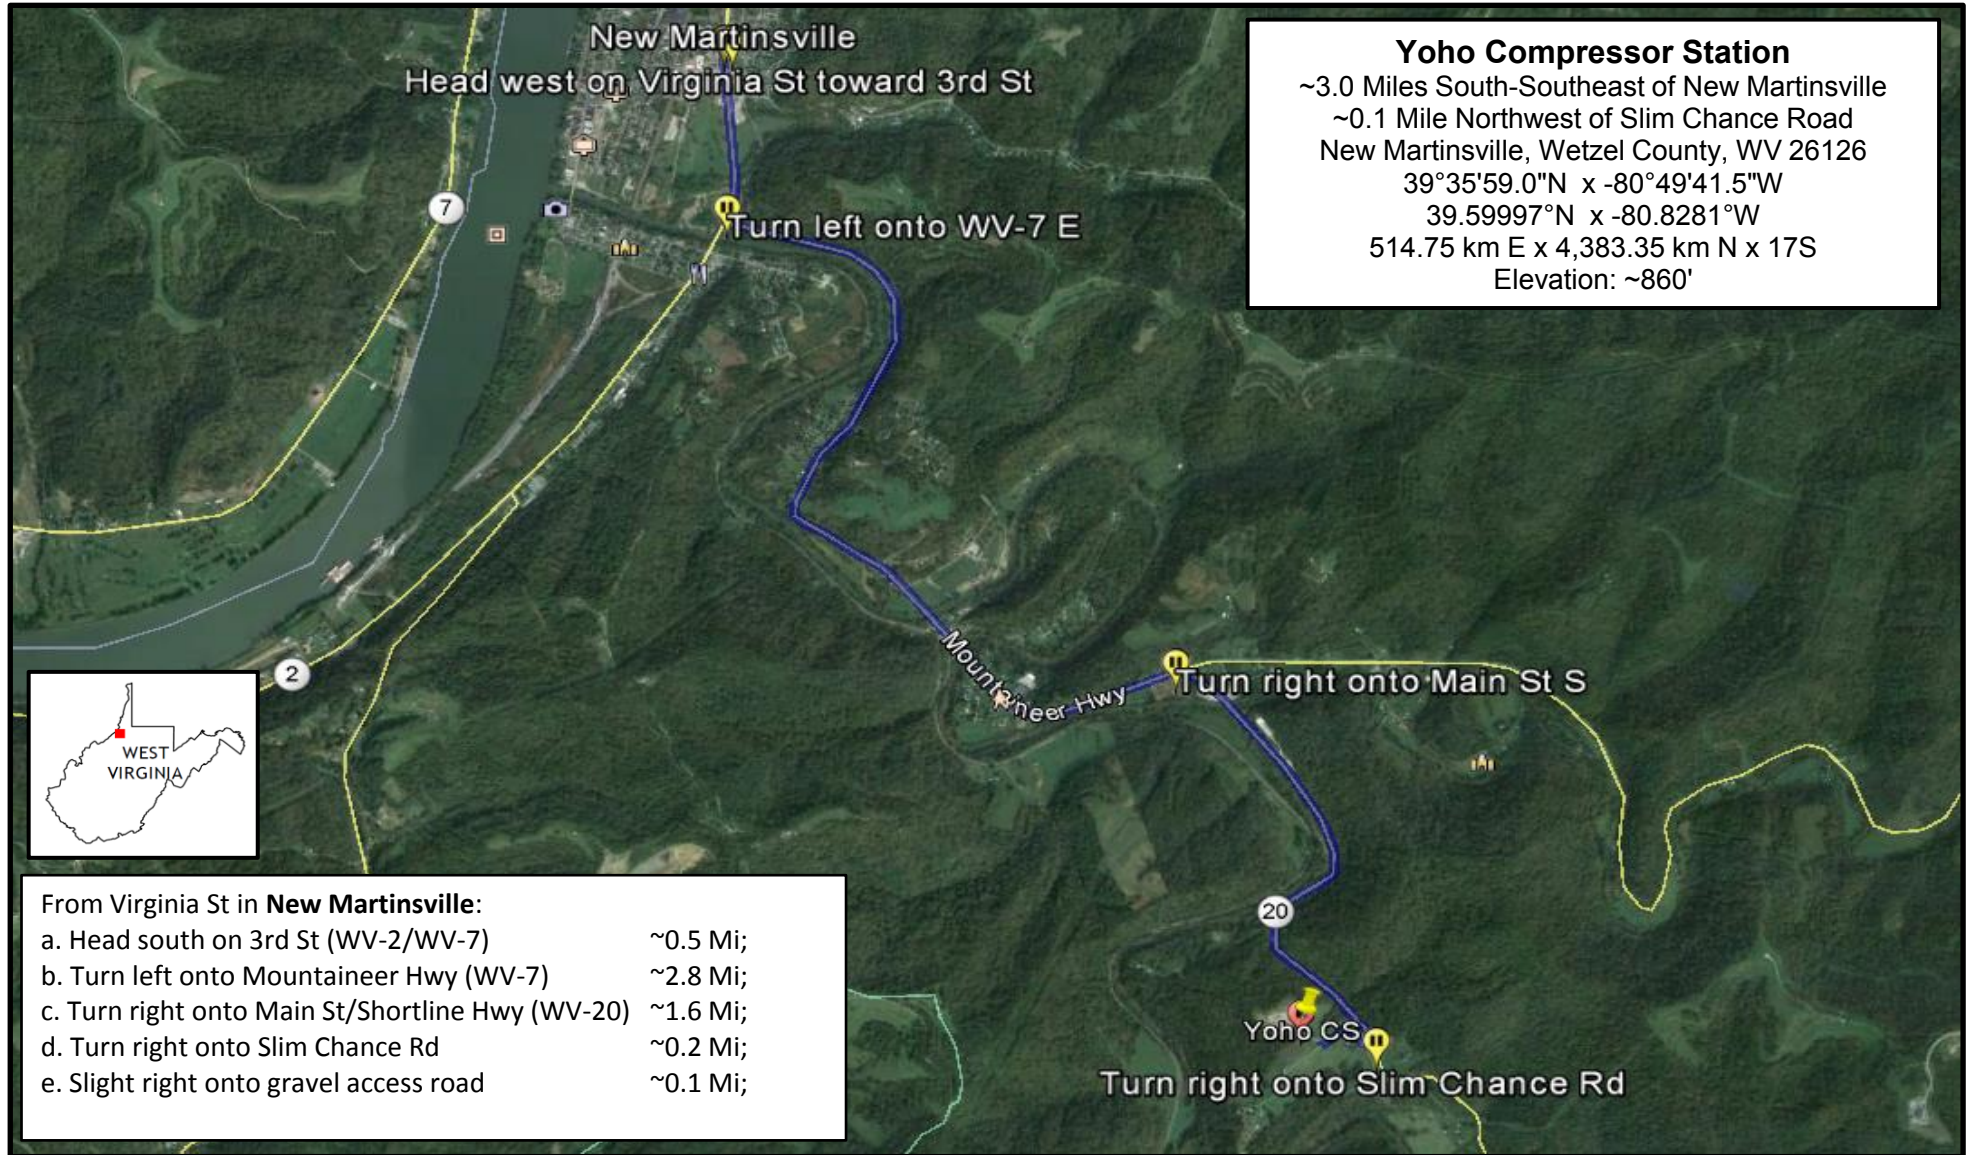 New Martinsville
Head west on Virginia St toward 3rd St
Yoho Compressor Station
~3.0 Miles South-Southeast of New Martinsville
~0.1 Mile Northwest of Slim Chance Road
New Martinsville, Wetzel County, WV 26126
39°35'59.0"N x -80°49'41.5"W
39.59997°N x -80.8281°W
514.75 km E x 4,383.35 km N x 17S
Elevation: ~860'
7
Turn left onto WV-7 E
2
Mountaineer Hwy
Turn right onto Main St S
WEST
VIRGINIA
20
Yoho CS
Turn right onto Slim Chance Rd
From Virginia St in New Martinsville:
a. Head south on 3rd St (WV-2/WV-7) ~0.5 Mi;
b. Turn left onto Mountaineer Hwy (WV-7) ~2.8 Mi;
c. Turn right onto Main St/Shortline Hwy (WV-20) ~1.6 Mi;
d. Turn right onto Slim Chance Rd ~0.2 Mi;
e. Slight right onto gravel access road ~0.1 Mi;